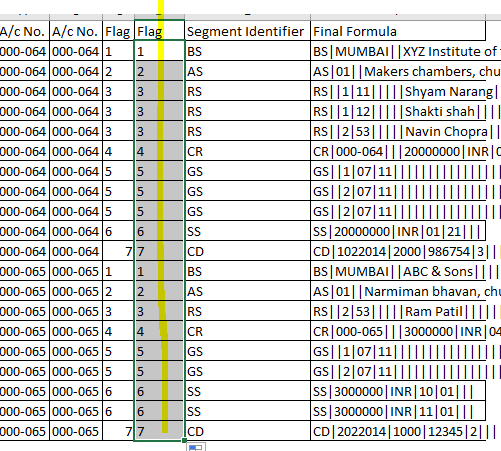 A/c No. A/c No. Flag Flag Segment Identifier Final Formula
000-064 000-064 1 1 BS BS|MUMBAI||XYZ Institute of
000-064 000-064 2 2 AS AS|01||Makers chambers, chu
000-064 000-064 3 3 RS RS||1|11|||||Shyam Narang|
000-064 000-064 3 3 RS RS||1|12|||||Shakti shah||||
000-064 000-064 3 3 RS RS||2|53|||||Navin Chopra||
000-064 000-064 4 4 CR CR|000-064|||20000000|INR|0
000-064 000-064 5 5 GS GS||1|07|11||||||||||||||
000-064 000-064 5 5 GS GS||2|07|11||||||||||||||
000-064 000-064 5 5 GS GS||2|07|11||||||||||||||
000-064 000-064 6 6 SS SS|20000000|INR|01|21|||
000-064 000-064 7 7 CD CD|1022014|2000|986754|3||
000-065 000-065 1 1 BS BS|MUMBAI||ABC & Sons||||
000-065 000-065 2 2 AS AS|01||Narmiman bhavan, chu
000-065 000-065 3 3 RS RS||2|53|||||Ram Patil|||||
000-065 000-065 4 4 CR CR|000-065|||3000000|INR|04
000-065 000-065 5 5 GS GS||1|07|11||||||||||||||
000-065 000-065 5 5 GS GS||2|07|11||||||||||||||
000-065 000-065 6 6 SS SS|3000000|INR|10|01|||
000-065 000-065 6 6 SS SS|3000000|INR|11|01|||
000-065 000-065 7 7 CD CD|2022014|1000|12345|2|||